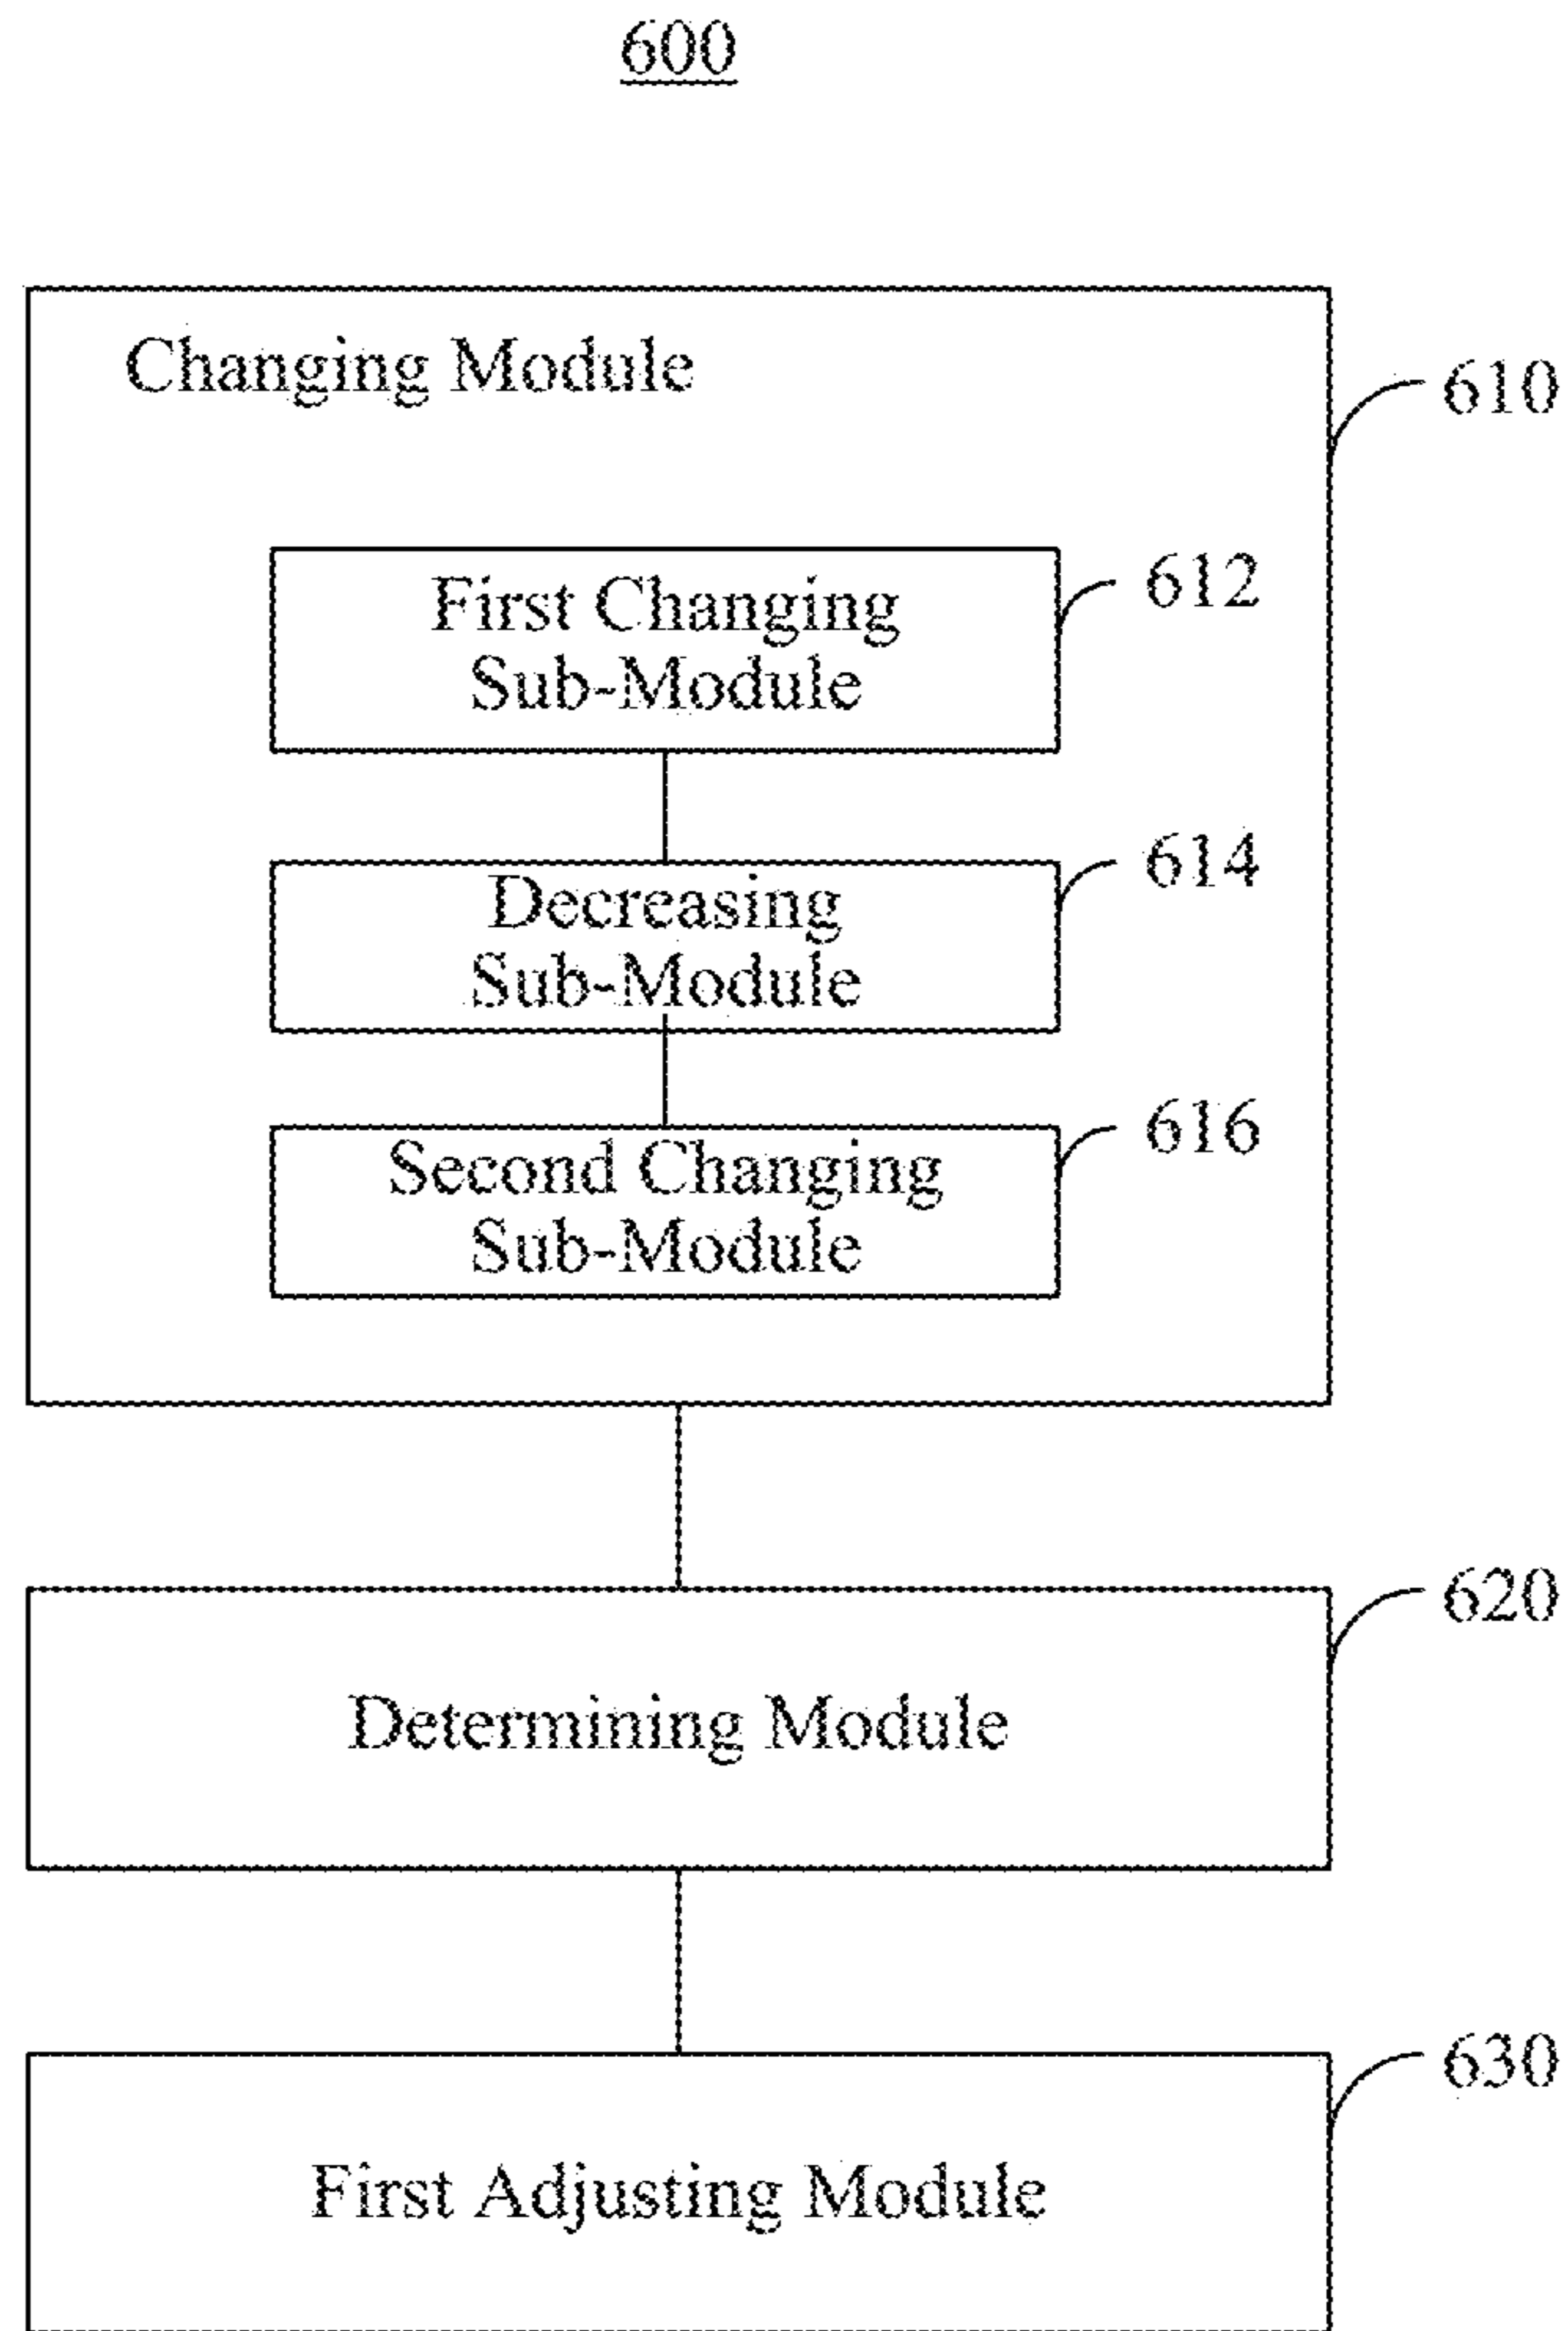 600
Changing Module
610
First Changing
Sub-Module
612
Decreasing
Sub-Module
614
Second Changing
Sub-Module
616
Determining Module
620
First Adjusting Module
630